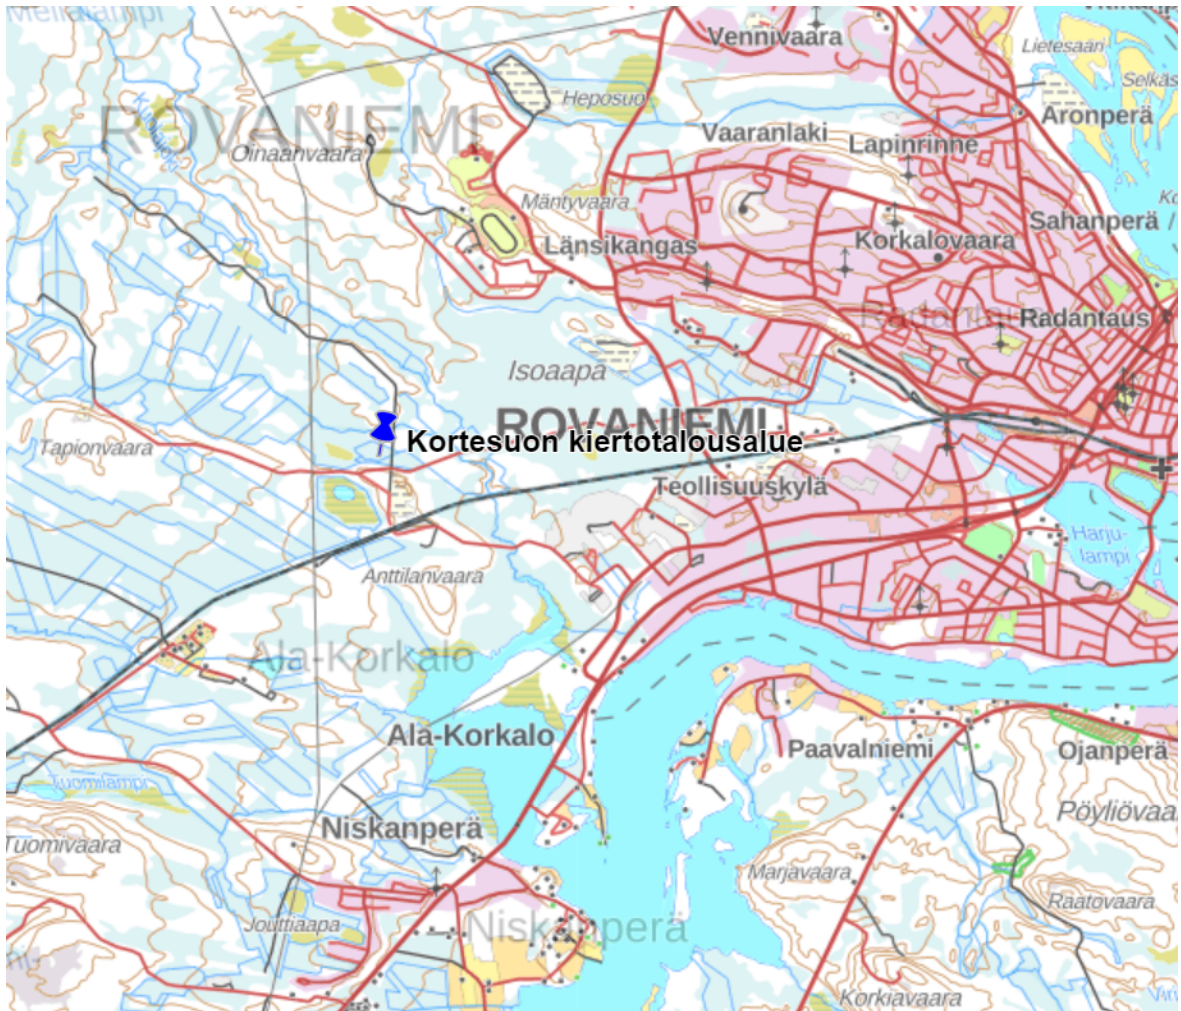 Vennivaara
Lietesaari
Heposuo
Selkäs
ROVANIEMI
Aronperä
Vaaranlaki
Lapinrinne
Oinaanvaara
Mäntyvaara
Sahanperä /
Länsikangas
Korkalovaara
Radantaus
Isoaapa
ROVANIEMI
Kortesuon kiertotalousalue
Tapionvaara
Teollisuuskylä
Harju-
lampi
Anttilanvaara
Ala-Korkalo
Ala-Korkalo
Paavalniemi
Ojanperä
Tuomilampi
Pöyliövaa
Niskanperä
Tuomivaara
Marjavaara
Raatovaara
Jouttiaapa
Niskanperä
Korkiavaara